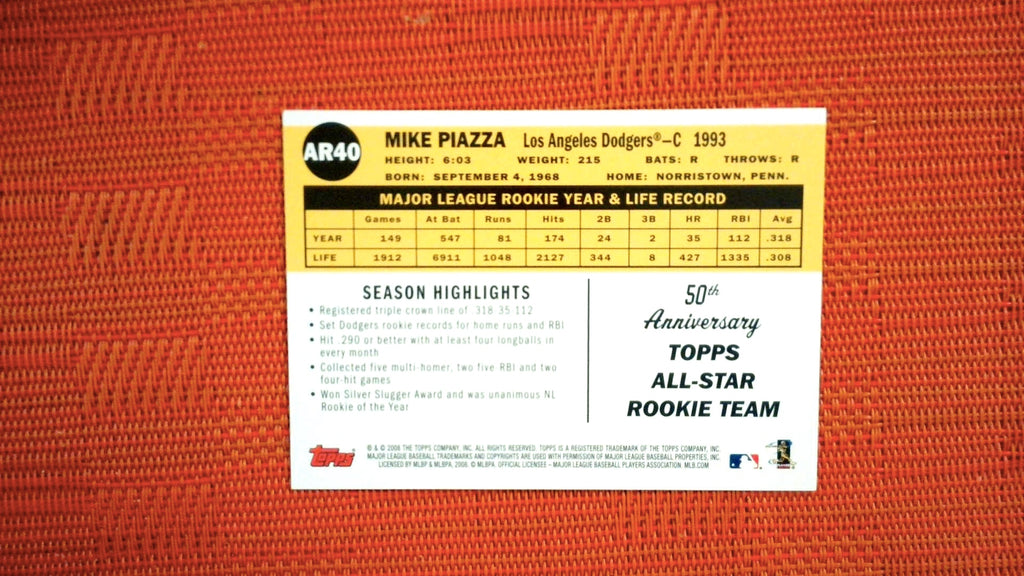 AR40
MIKE PIAZZA Los Angeles Dodgers®–C 1993
HEIGHT: 6:03 WEIGHT: 215 BATS: R THROWS: R
BORN: SEPTEMBER 4, 1968 HOME: NORRISTOWN, PENN.
MAJOR LEAGUE ROOKIE YEAR & LIFE RECORD
Games At Bat Runs Hits 2B 3B HR RBI Avg
YEAR 149 547 81 174 24 2 35 112 .318
LIFE 1912 6911 1048 2127 344 8 427 1335 .308
SEASON HIGHLIGHTS
• Registered triple crown line of .318-35-112
• Set Dodgers rookie records for home runs and RBI
• Hit .290 or better with at least four longballs in
every month
• Collected five multi-homer, two five-RBI and two
four-hit games
• Won Silver Slugger Award and was unanimous NL
Rookie of the Year
50th
Anniversary
TOPPS
ALL-STAR
ROOKIE TEAM
Topps
® & © 2008 THE TOPPS COMPANY, INC. ALL RIGHTS RESERVED. TOPPS IS A REGISTERED TRADEMARK OF THE TOPPS COMPANY, INC.
MAJOR LEAGUE BASEBALL TRADEMARKS AND COPYRIGHTS ARE USED WITH PERMISSION OF MAJOR LEAGUE BASEBALL PROPERTIES, INC.
LICENSED BY MLBP & MLBPA, 2008. © MLBPA. OFFICIAL LICENSEE – MAJOR LEAGUE BASEBALL PLAYERS ASSOCIATION. MLB.COM